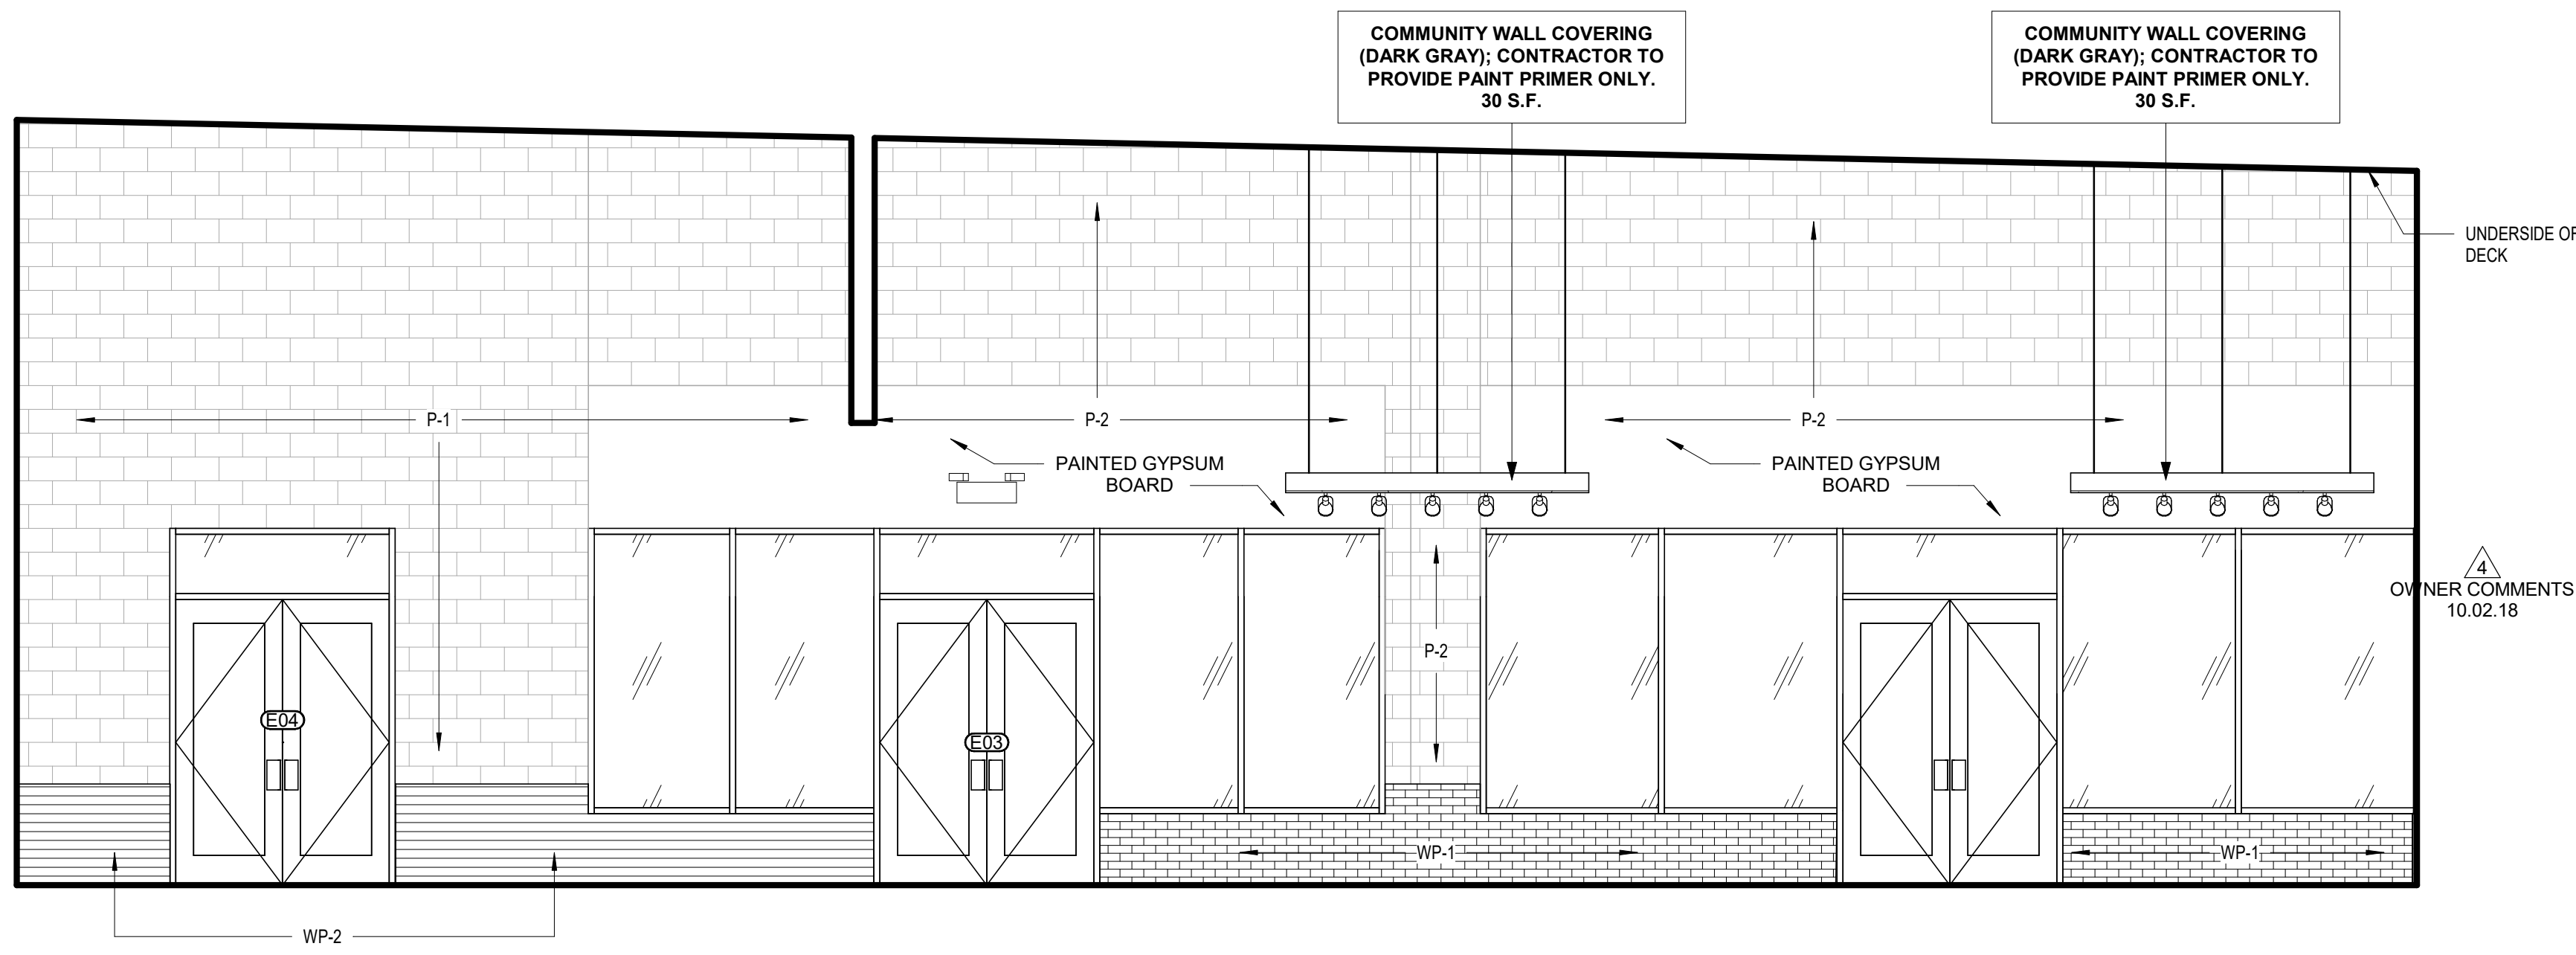 COMMUNITY WALL COVERING
(DARK GRAY); CONTRACTOR TO
PROVIDE PAINT PRIMER ONLY.
30 S.F.
COMMUNITY WALL COVERING
(DARK GRAY); CONTRACTOR TO
PROVIDE PAINT PRIMER ONLY.
30 S.F.
UNDERSIDE OF
DECK
P-1
P-2
P-2
PAINTED GYPSUM
BOARD
PAINTED GYPSUM
BOARD
4
OWNER COMMENTS
10.02.18
P-2
E04
E03
WP-1
WP-1
WP-2